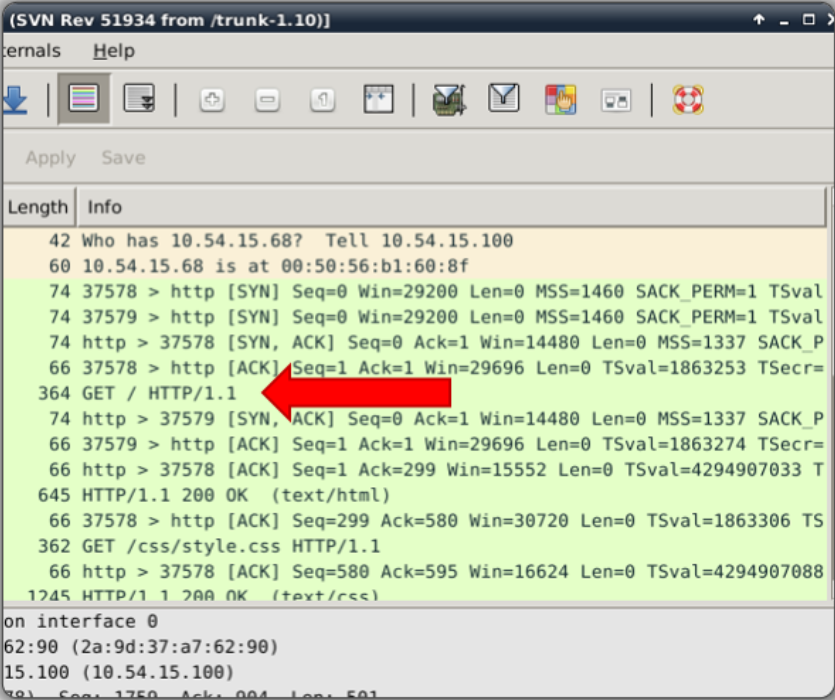 (SVN Rev 51934 from /trunk-1.10)]
ternals Help
Apply Save
Length Info
42 Who has 10.54.15.68? Tell 10.54.15.100
60 10.54.15.68 is at 00:50:56:b1:60:8f
74 37578 > http [SYN] Seq=0 Win=29200 Len=0 MSS=1460 SACK_PERM=1 TSval
74 37579 > http [SYN] Seq=0 Win=29200 Len=0 MSS=1460 SACK_PERM=1 TSval
74 http > 37578 [SYN, ACK] Seq=0 Ack=1 Win=14480 Len=0 MSS=1337 SACK_P
66 37578 > http [ACK] Seq=1 Ack=1 Win=29696 Len=0 TSval=1863253 TSecr=
364 GET / HTTP/1.1
74 http > 37579 [SYN, ACK] Seq=0 Ack=1 Win=14480 Len=0 MSS=1337 SACK_P
66 37579 > http [ACK] Seq=1 Ack=1 Win=29696 Len=0 TSval=1863274 TSecr=
66 http > 37578 [ACK] Seq=1 Ack=299 Win=15552 Len=0 TSval=4294907033 T
645 HTTP/1.1 200 OK (text/html)
66 37578 > http [ACK] Seq=299 Ack=580 Win=30720 Len=0 TSval=1863306 TS
362 GET /css/style.css HTTP/1.1
66 http > 37578 [ACK] Seq=580 Ack=595 Win=16624 Len=0 TSval=4294907088
1245 HTTP/1.1 200 OK (text/css)
on interface 0
62:90 (2a:9d:37:a7:62:90)
15.100 (10.54.15.100)
78), Seq: 1759, Ack: 904, Len: 501